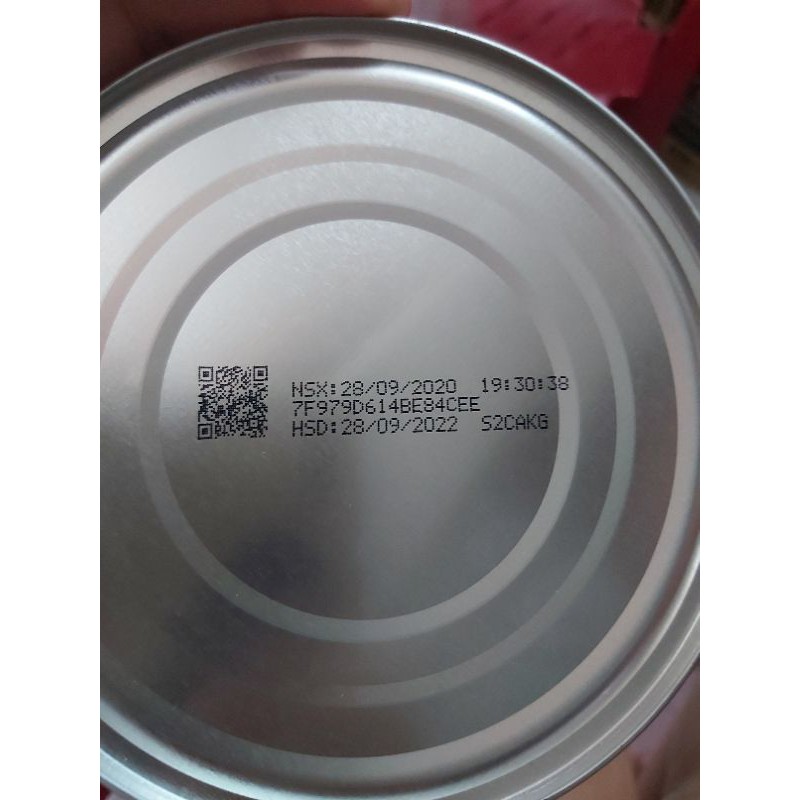 NSX:28/09/2020 19:30:38
7F979D614BE84CEE
HSD:28/09/2022 S2CAKG